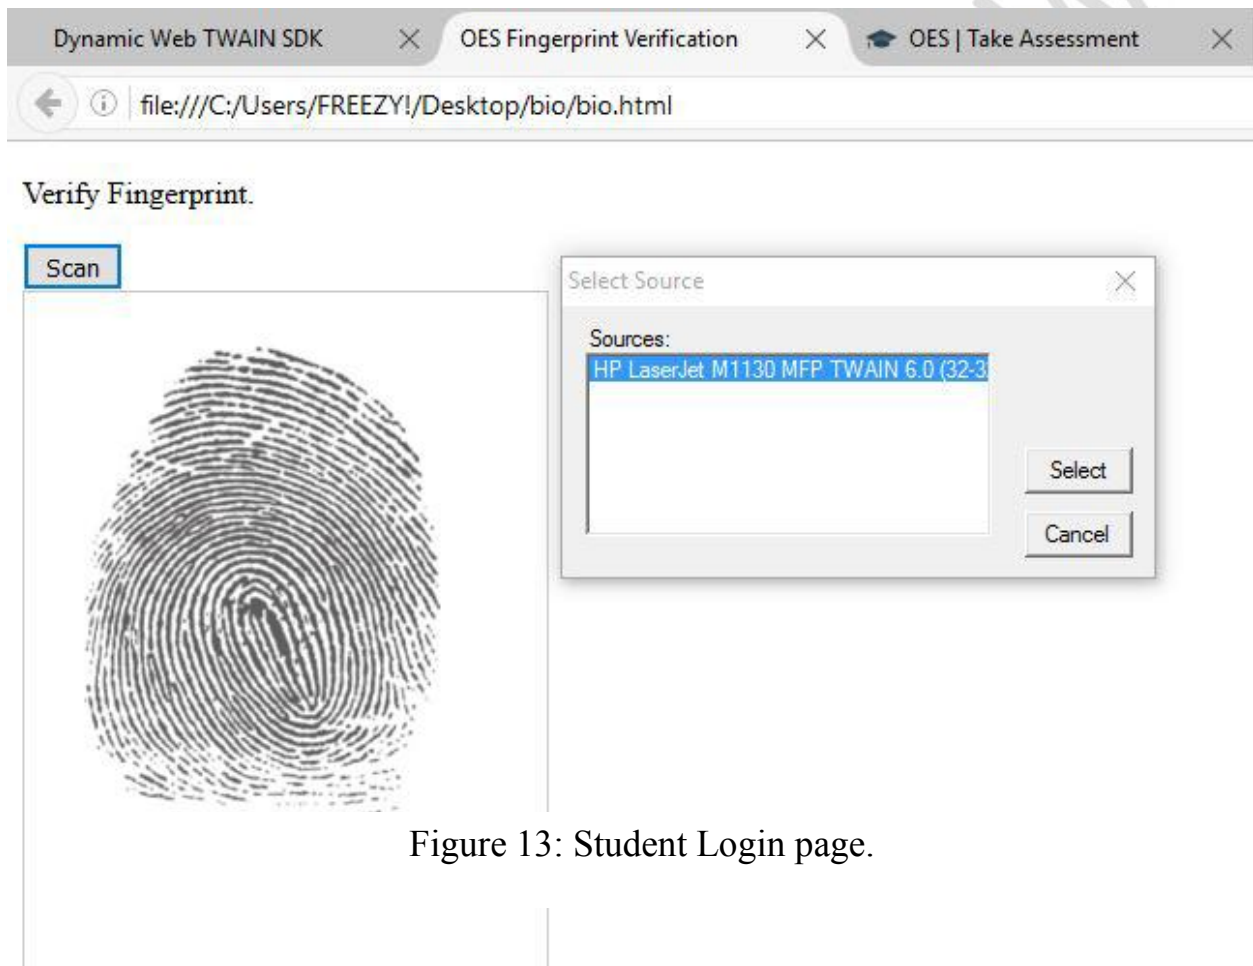 Dynamic Web TWAIN SDK OES Fingerprint Verification OES | Take Assessment
file:///C:/Users/FREEZY!/Desktop/bio/bio.html
Verify Fingerprint.
Scan
Select Source
Sources:
HP LaserJet M1130 MFP TWAIN 6.0 (32-3
Select
Cancel
Figure 13: Student Login page.